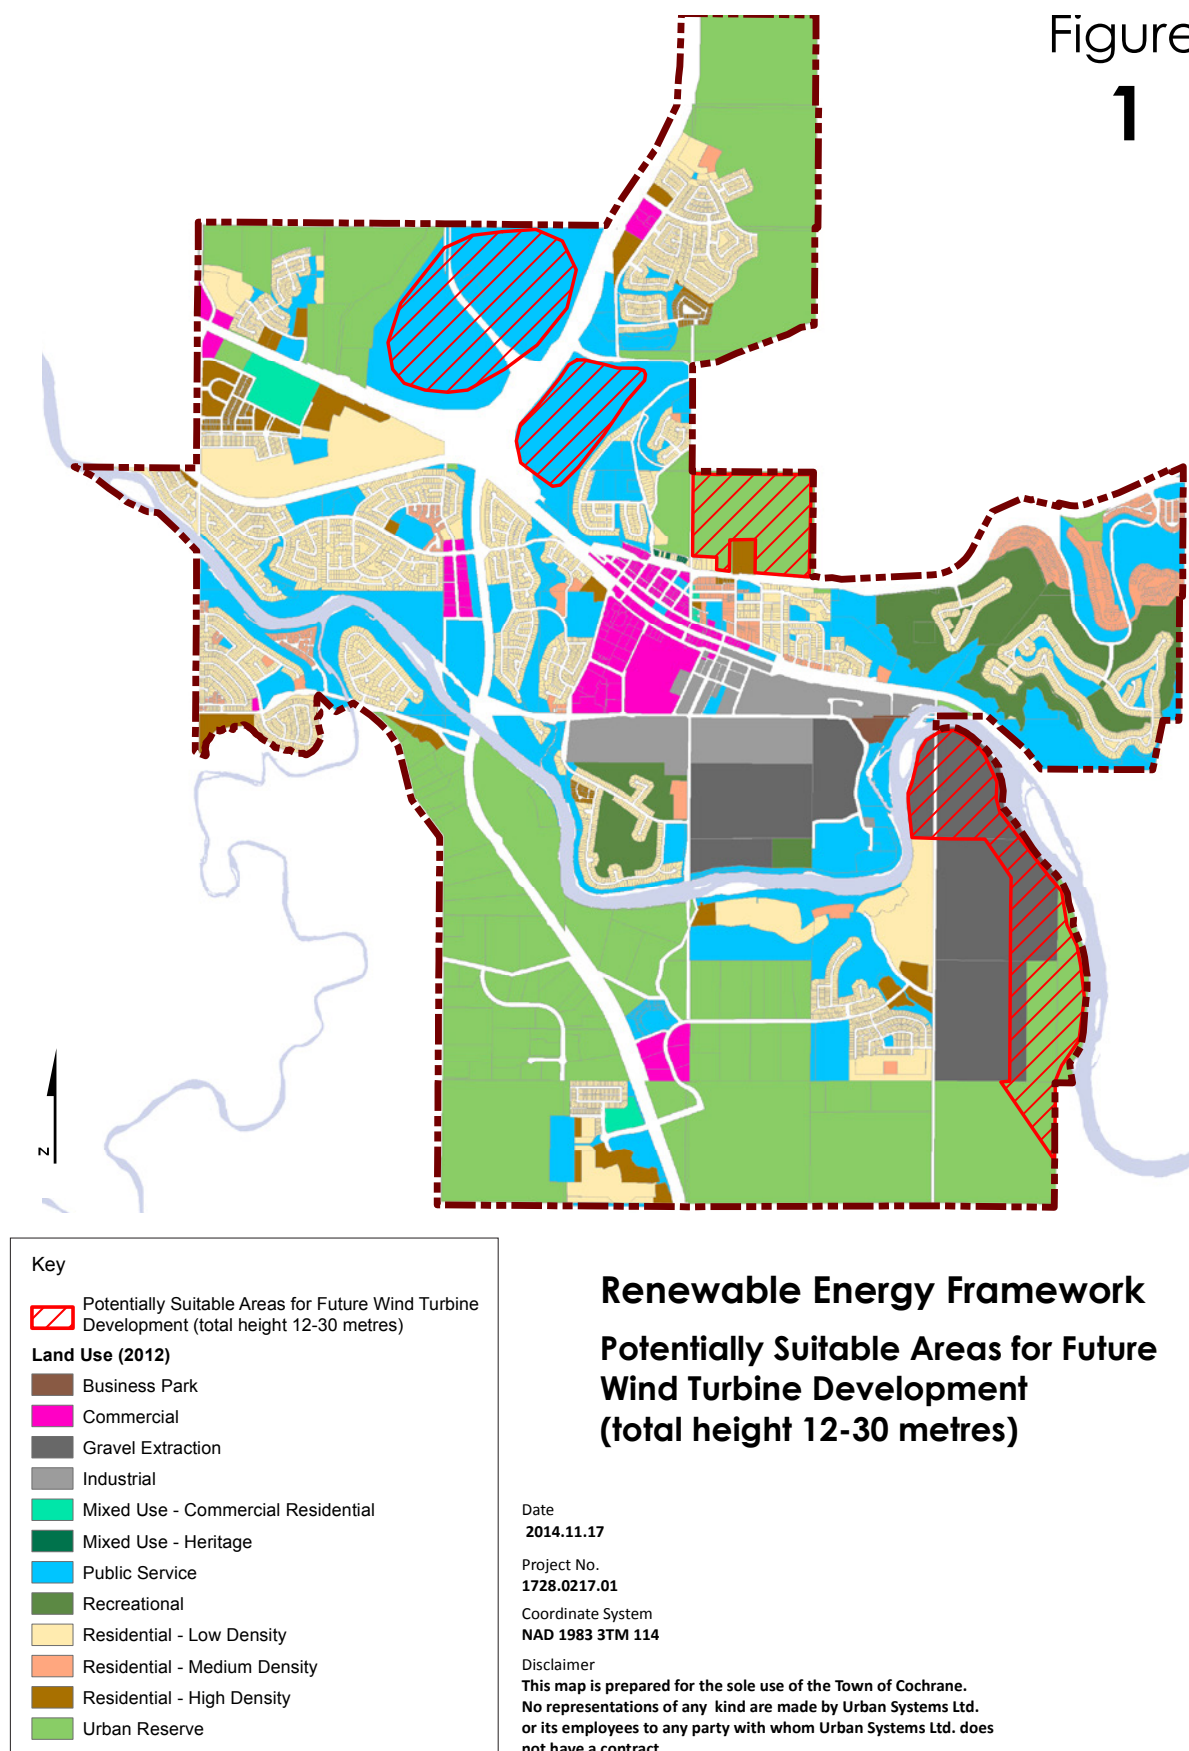 Figure
1
z
Key
Potentially Suitable Areas for Future Wind Turbine
Development (total height 12-30 metres)
Land Use (2012)
Business Park
Commercial
Gravel Extraction
Industrial
Mixed Use - Commercial Residential
Mixed Use - Heritage
Public Service
Recreational
Residential - Low Density
Residential - Medium Density
Residential - High Density
Urban Reserve
Renewable Energy Framework
Potentially Suitable Areas for Future
Wind Turbine Development
(total height 12-30 metres)
Date
2014.11.17
Project No.
1728.0217.01
Coordinate System
NAD 1983 3TM 114
Disclaimer
This map is prepared for the sole use of the Town of Cochrane.
No representations of any kind are made by Urban Systems Ltd.
or its employees to any party with whom Urban Systems Ltd. does
not have a contract